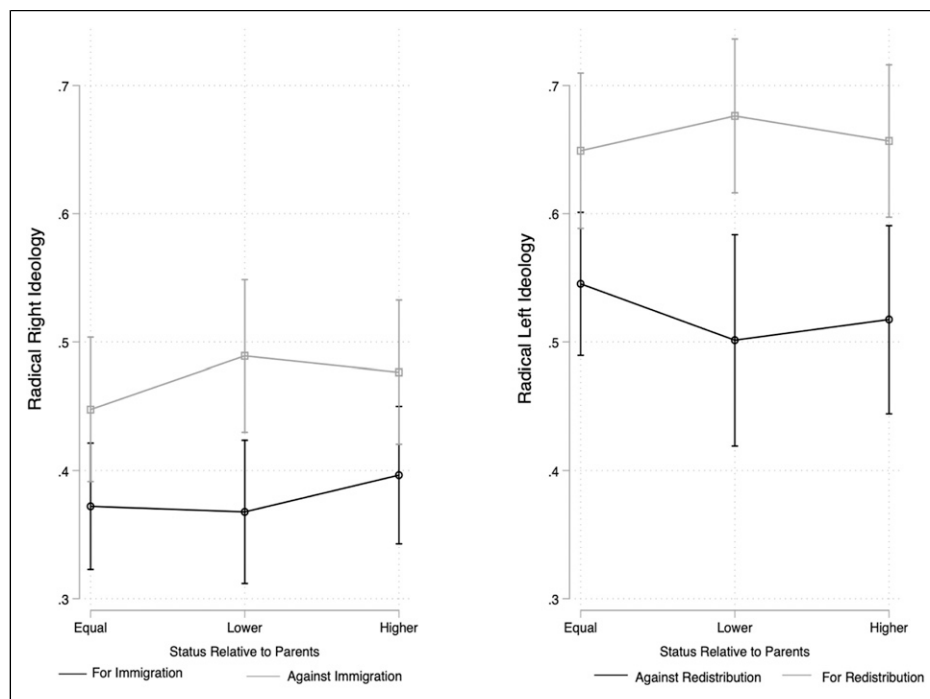 Radical Right Ideology
.7
.6
.5
.4
.3
Equal
Lower
Higher
Status Relative to Parents
For Immigration
Against Immigration
Radical Left Ideology
.7
.6
.5
.4
.3
Equal
Lower
Higher
Status Relative to Parents
Against Redistribution
For Redistribution